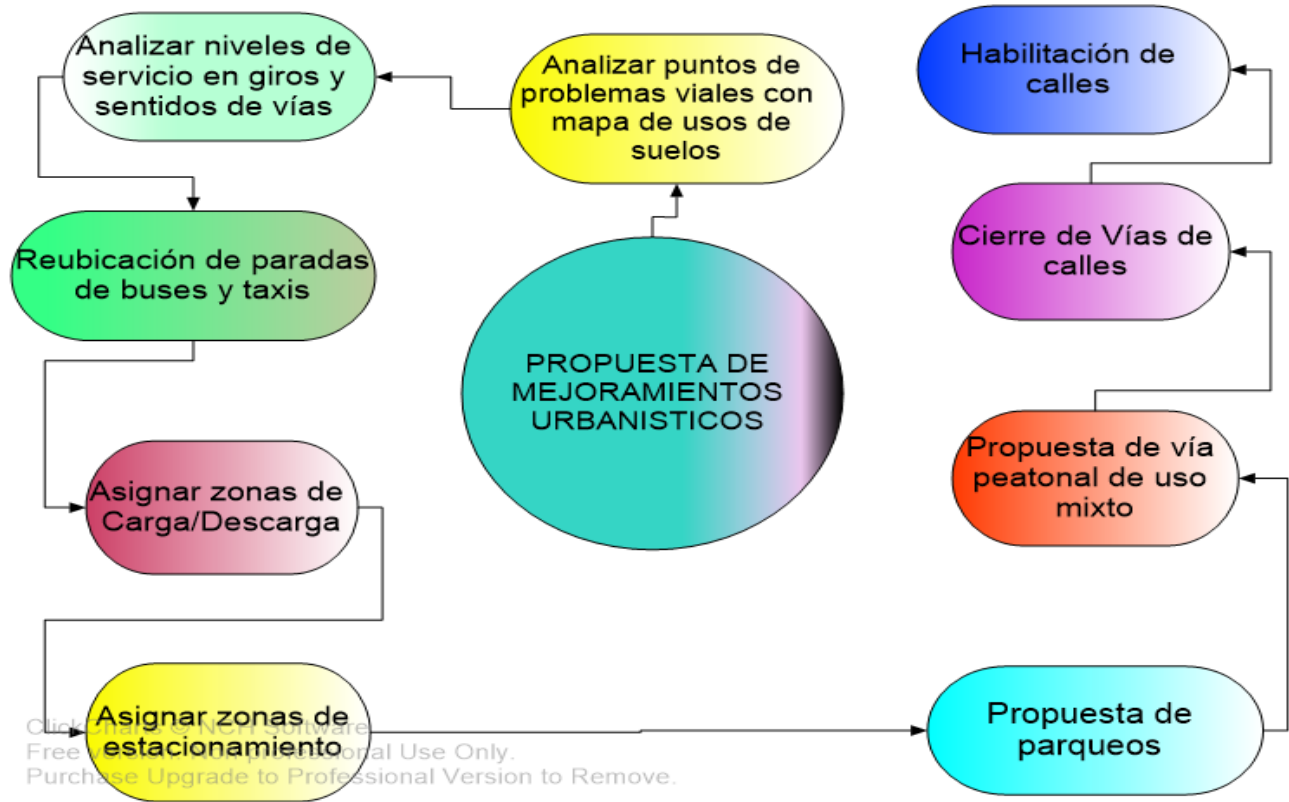 PROPUESTA DE
MEJORAMIENTOS
URBANISTICOS
Analizar puntos de
problemas viales con
mapa de usos de
suelos
Analizar niveles de
servicio en giros y
sentidos de vías
Reubicación de paradas
de buses y taxis
Asignar zonas de
Carga/Descarga
Asignar zonas de
estacionamiento
Propuesta de
parqueos
Propuesta de vía
peatonal de uso
mixto
Cierre de Vías de
calles
Habilitación de
calles
ClickCharts © NCH Software
Free version. Non-professional Use Only.
Purchase Upgrade to Professional Version to Remove.